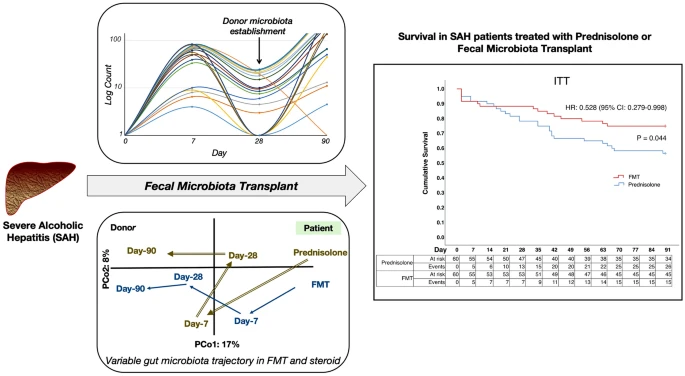 Donor microbiota
establishment
100
10
1
Log Count
1
7
28
90
Day
Severe Alcoholic
Hepatitis (SAH)
Fecal Microbiota Transplant
Donor
Patient
Day-90
Day-28
Prednisolone
PCo2: 8%
Day-28
Day-90
FMT
Day-7
Day-7
PCo1: 17%
Variable gut microbiota trajectory in FMT and steroid
Survival in SAH patients treated with Prednisolone or
Fecal Microbiota Transplant
ITT
1.0
0.9
0.8
0.7
0.6
0.5
0.4
0.3
0.2
0.1
0.0
Cumulative Survival
HR: 0.528 (95% CI: 0.279-0.998)
P = 0.044
FMT
Prednisolone
Day 0 7 14 21 28 35 42 49 56 63 70 77 84 91
Prednisolone At risk 60 55 54 50 47 45 40 40 39 38 35 35 35 34
Events 0 5 6 10 13 15 20 20 21 22 25 25 25 26
FMT At risk 60 55 53 53 53 51 49 48 47 46 45 45 45 45
Events 0 5 7 7 7 9 11 12 13 14 15 15 15 15